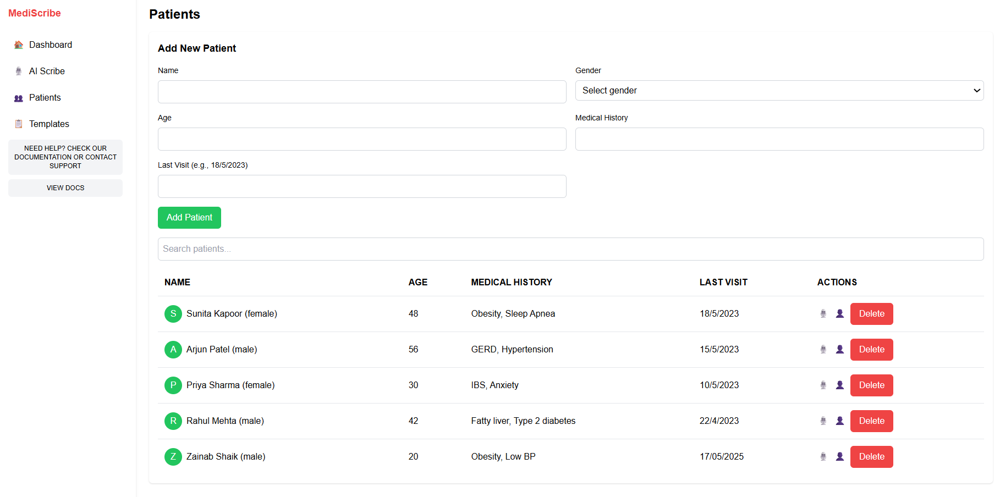 MediScribe
Dashboard
AI Scribe
Patients
Templates
NEED HELP? CHECK OUR
DOCUMENTATION OR CONTACT
SUPPORT
VIEW DOCS
Patients
Add New Patient
Name
Gender
Select gender
Age
Medical History
Last Visit (e.g., 18/5/2023)
Add Patient
Search patients...
NAME AGE MEDICAL HISTORY LAST VISIT ACTIONS
S Sunita Kapoor (female) 48 Obesity, Sleep Apnea 18/5/2023 Delete
A Arjun Patel (male) 56 GERD, Hypertension 15/5/2023 Delete
P Priya Sharma (female) 30 IBS, Anxiety 10/5/2023 Delete
R Rahul Mehta (male) 42 Fatty liver, Type 2 diabetes 22/4/2023 Delete
Z Zainab Shaik (male) 20 Obesity, Low BP 17/05/2025 Delete